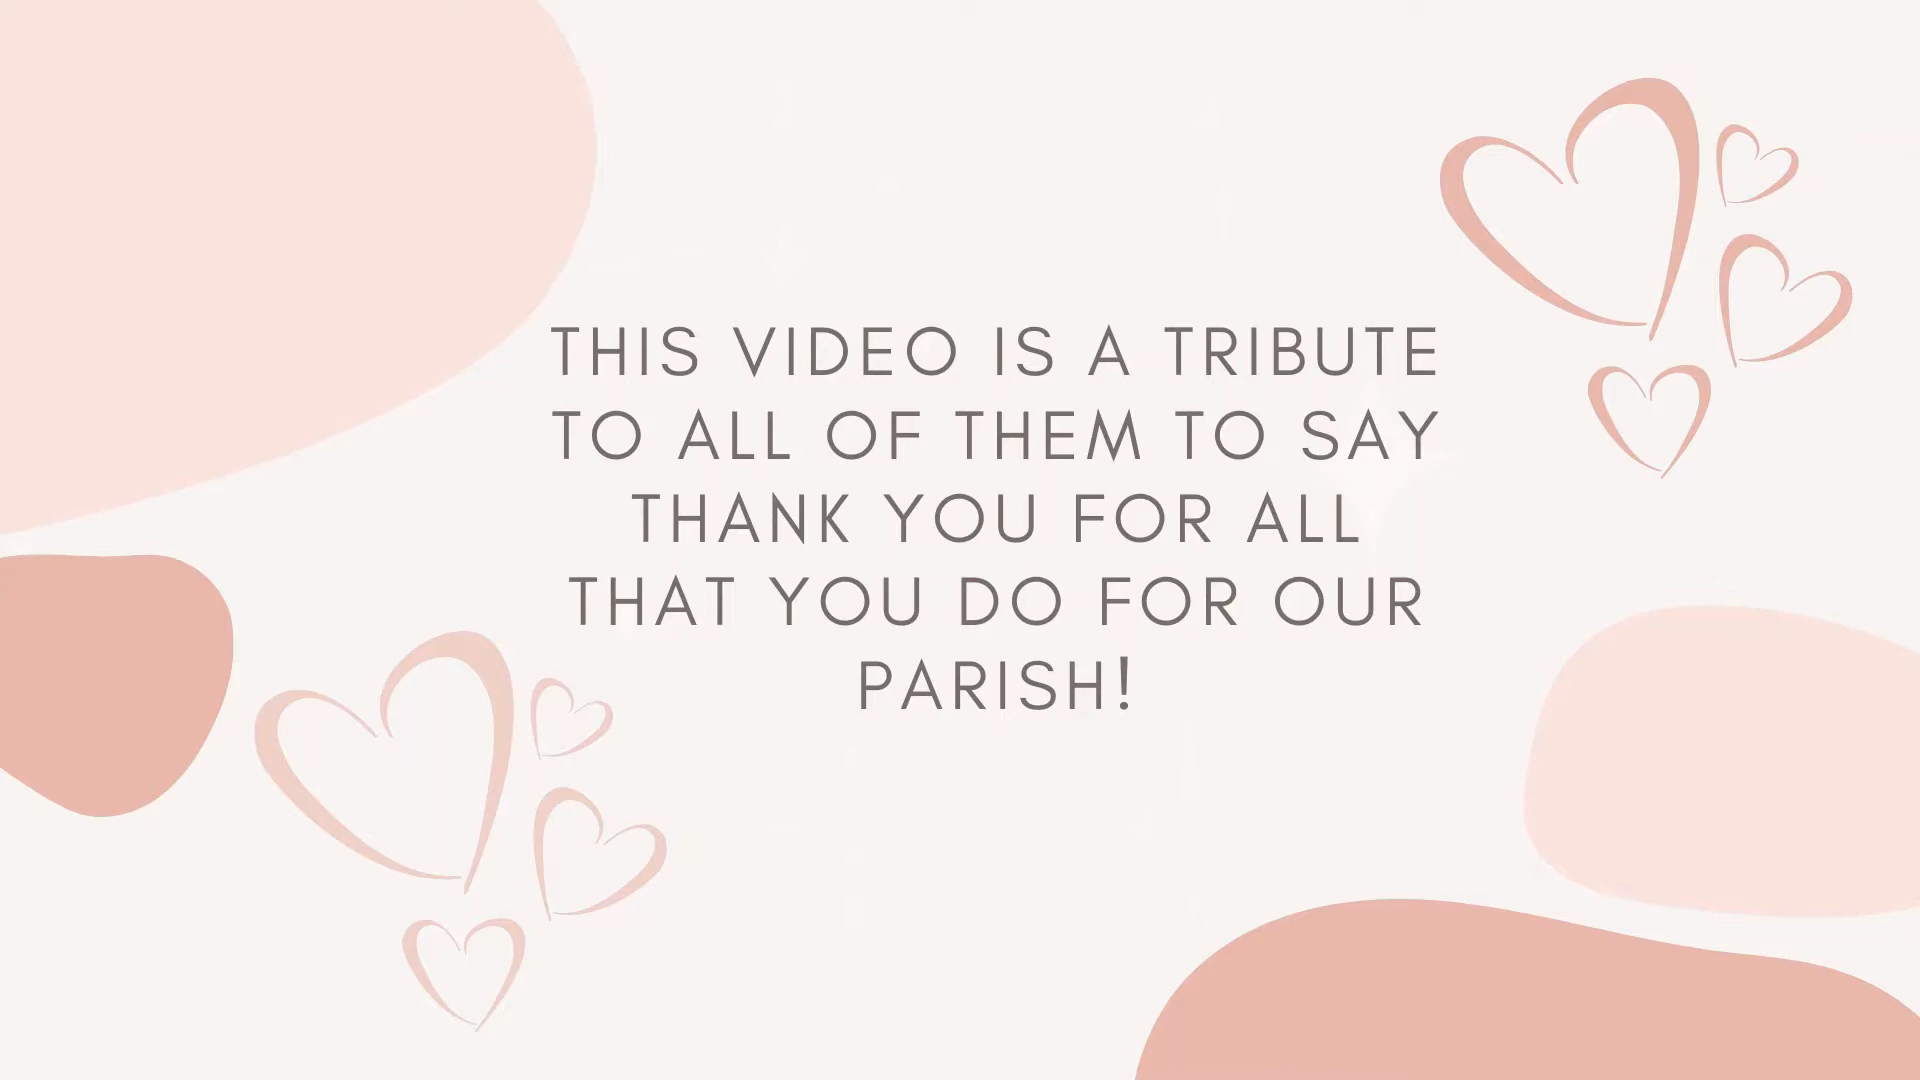 THIS VIDEO IS A TRIBUTE
TO ALL OF THEM TO SAY
THANK YOU FOR ALL
THAT YOU DO FOR OUR
PARISH!